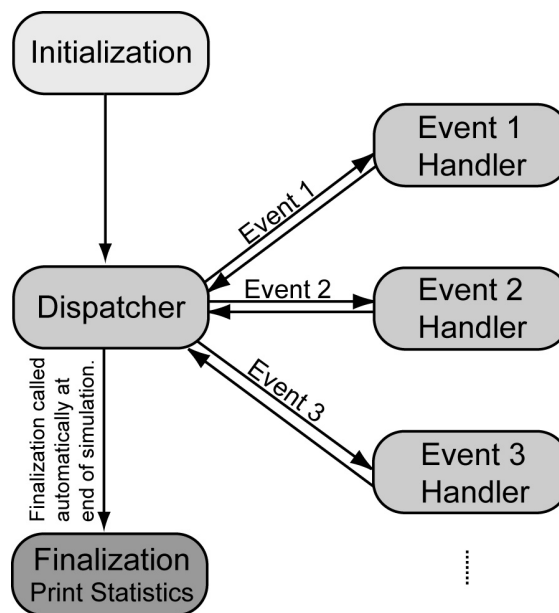 Initialization
Event 1
Handler
Event 1
Dispatcher
Event 2
Event 2
Handler
Event 3
Finalization called
automatically at
end of simulation.
Event 3
Handler
Finalization
Print Statistics